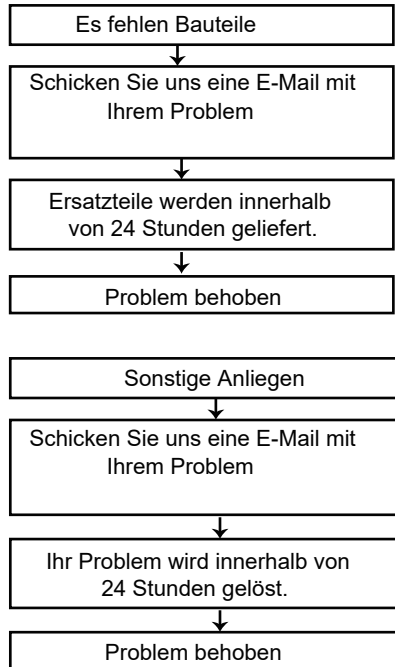 Es fehlen Bauteile
Schicken Sie uns eine E-Mail mit
Ihrem Problem
Ersatzteile werden innerhalb
von 24 Stunden geliefert.
Problem behoben
Sonstige Anliegen
Schicken Sie uns eine E-Mail mit
Ihrem Problem
Ihr Problem wird innerhalb von
24 Stunden gelöst.
Problem behoben